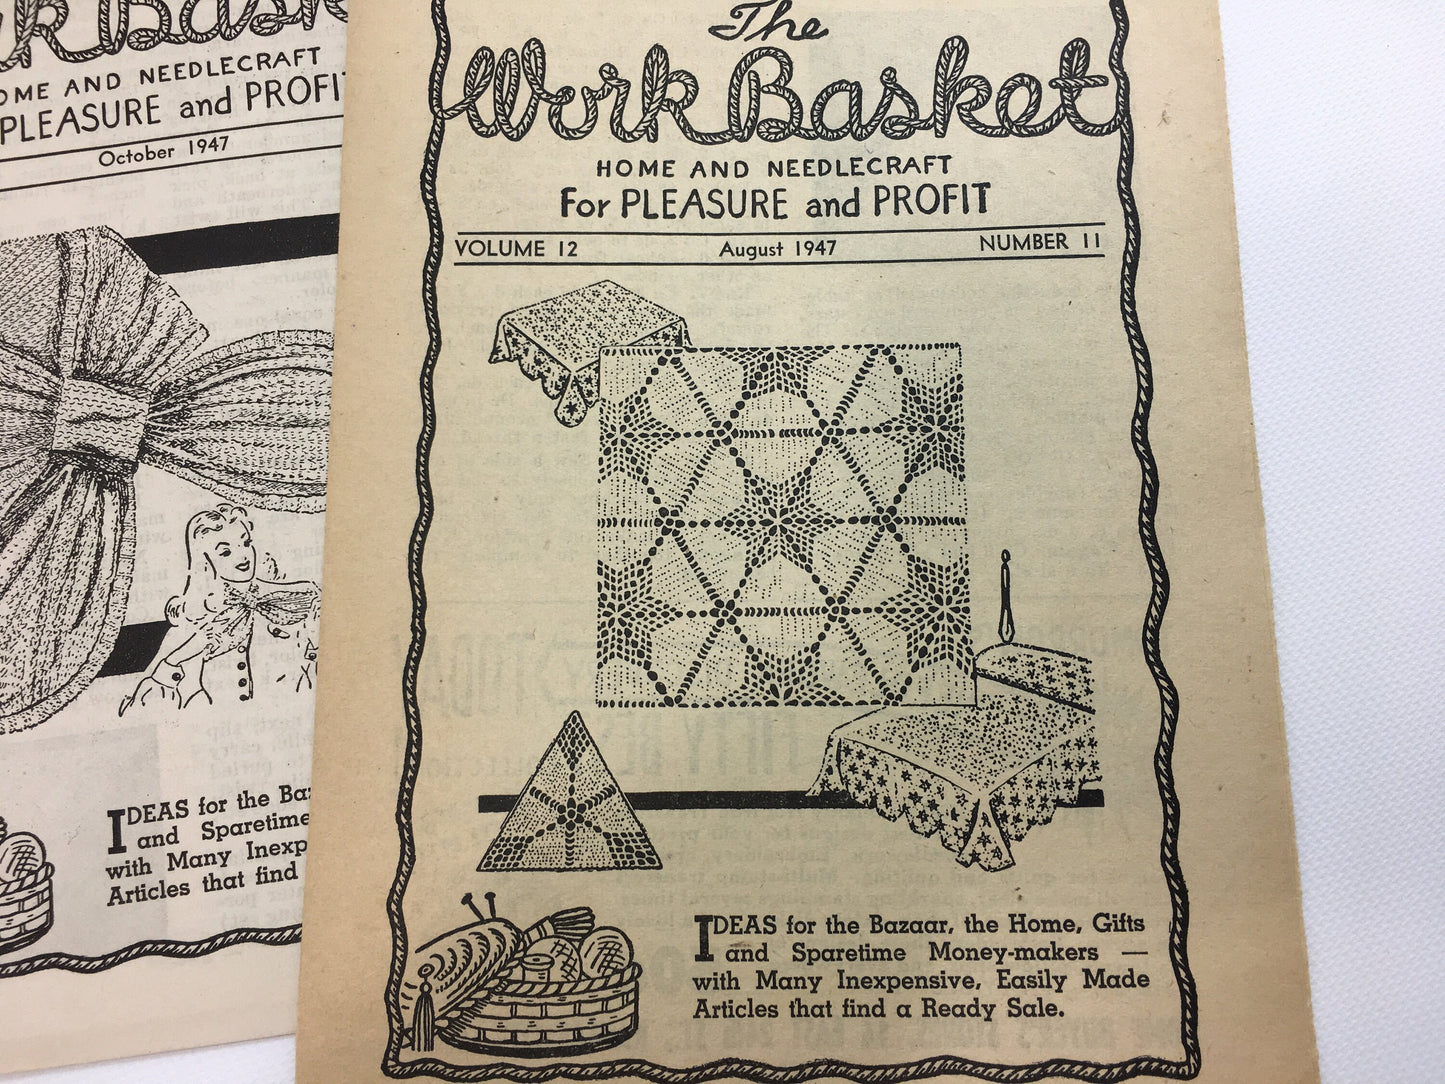 Work Basket
HOME AND NEEDLECRAFT
PLEASURE and PROFIT
October 1947
IDEAS for the
and Sparetime
with Many
Articles that find
The
Work Basket
HOME AND NEEDLECRAFT
For PLEASURE and PROFIT
VOLUME 12 August 1947 NUMBER 11
IDEAS for the Bazaar, the Home, Gifts
and Sparetime Money-makers —
with Many Inexpensive, Easily Made
Articles that find a Ready Sale.